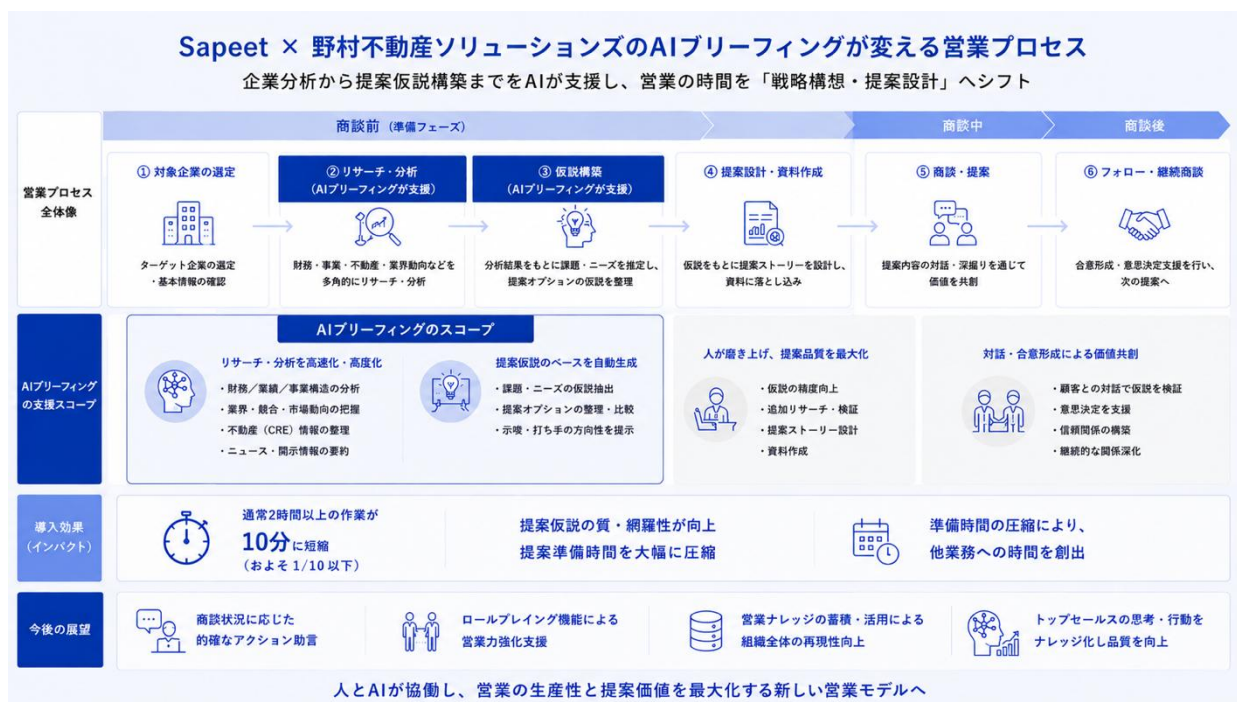 Sapeet × 野村不動産ソリューションズのAIブリーフィングが変える営業プロセス
企業分析から提案仮説構築までをAIが支援し、営業の時間を「戦略構想・提案設計」へシフト
商談前（準備フェーズ）
商談中
商談後
営業プロセス
全体像
① 対象企業の選定
ターゲット企業の選定
・基本情報の確認
② リサーチ・分析
（AIブリーフィングが支援）
財務・事業・不動産・業界動向などを
多角的にリサーチ・分析
③ 仮説構築
（AIブリーフィングが支援）
分析結果をもとに課題・ニーズを推定し、
提案オプションの仮説を整理
④ 提案設計・資料作成
仮説をもとに提案ストーリーを設計し、
資料に落とし込み
⑤ 商談・提案
提案内容の対話・深掘りを通じて
価値を共創
⑥ フォロー・継続商談
合意形成・意思決定支援を行い、
次の提案へ
AIブリーフィング
の支援スコープ
AIブリーフィングのスコープ
リサーチ・分析を高速化・高度化
・財務／業績／事業構造の分析
・業界・競合・市場動向の把握
・不動産（CRE）情報の整理
・ニュース・開示情報の要約
提案仮説のベースを自動生成
・課題・ニーズの仮説抽出
・提案オプションの整理・比較
・示唆・打ち手の方向性を提示
人が磨き上げ、提案品質を最大化
・仮説の精度向上
・追加リサーチ・検証
・提案ストーリー設計
・資料作成
対話・合意形成による価値共創
・顧客との対話で仮説を検証
・意思決定を支援
・信頼関係の構築
・継続的な関係深化
導入効果
（インパクト）
通常2時間以上の作業が
10分に短縮
（およそ 1/10 以下）
提案仮説の質・網羅性が向上
提案準備時間を大幅に圧縮
準備時間の圧縮により、
他業務への時間を創出
今後の展望
商談状況に応じた
的確なアクション助言
ロールプレイング機能による
営業力強化支援
営業ナレッジの蓄積・活用による
組織全体の再現性向上
トップセールスの思考・行動を
ナレッジ化し品質を向上
人とAIが協働し、営業の生産性と提案価値を最大化する新しい営業モデルへ